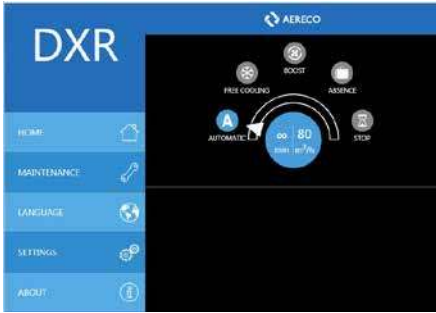 DXR
AERECO
BOOST
FREE COOLING
ABSENCE
A
AUTOMATIC
STOP
∞ 80
min m³/h
HOME
MAINTENANCE
LANGUAGE
SETTINGS
ABOUT